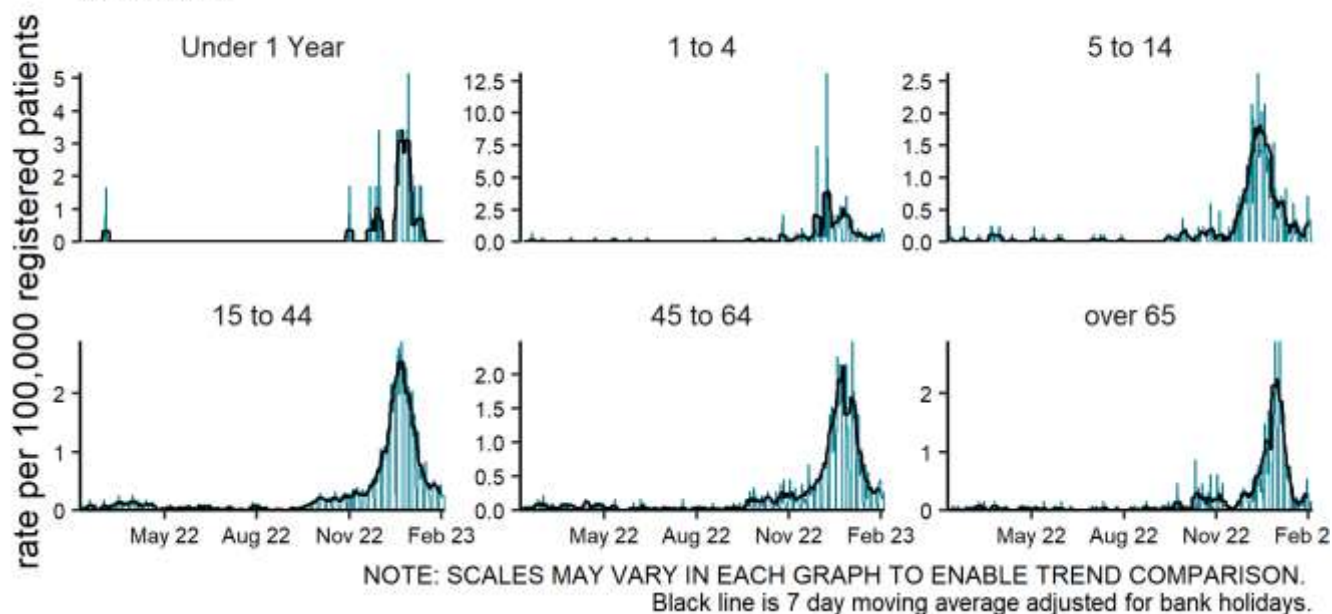 rate per 100,000 registered patients
Under 1 Year
1 to 4
5 to 14
5
4
3
2
1
0
12.5
10.0
7.5
5.0
2.5
0.0
2.5
2.0
1.5
1.0
0.5
0.0
15 to 44
45 to 64
over 65
2
1
0
2.0
1.5
1.0
0.5
0.0
2
1
0
May 22 Aug 22 Nov 22 Feb 23
May 22 Aug 22 Nov 22 Feb 23
May 22 Aug 22 Nov 22 Feb 2
NOTE: SCALES MAY VARY IN EACH GRAPH TO ENABLE TREND COMPARISON.
Black line is 7 day moving average adjusted for bank holidays.